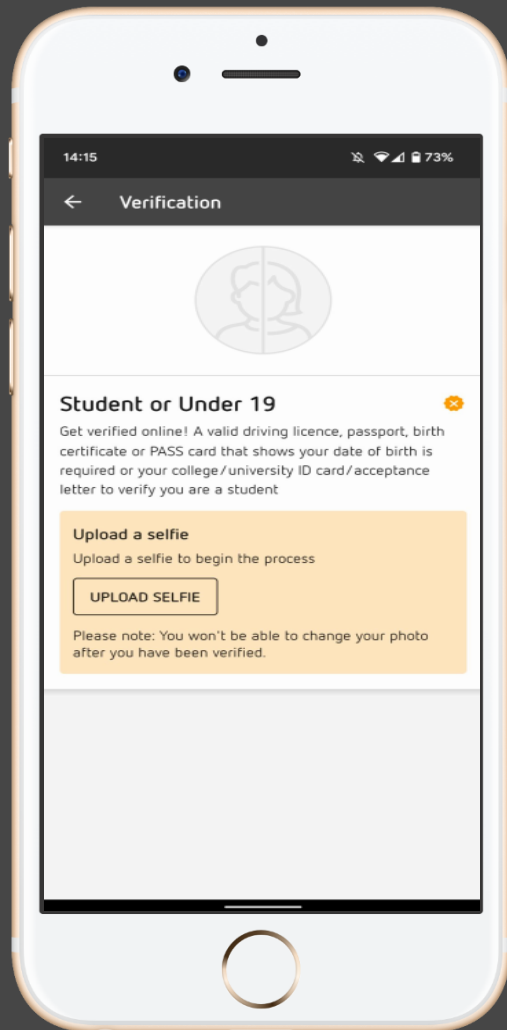 14:15
73%
Verification
Student or Under 19
Get verified online! A valid driving licence, passport, birth
certificate or PASS card that shows your date of birth is
required or your college/university ID card/acceptance
letter to verify you are a student
Upload a selfie
Upload a selfie to begin the process
UPLOAD SELFIE
Please note: You won't be able to change your photo
after you have been verified.